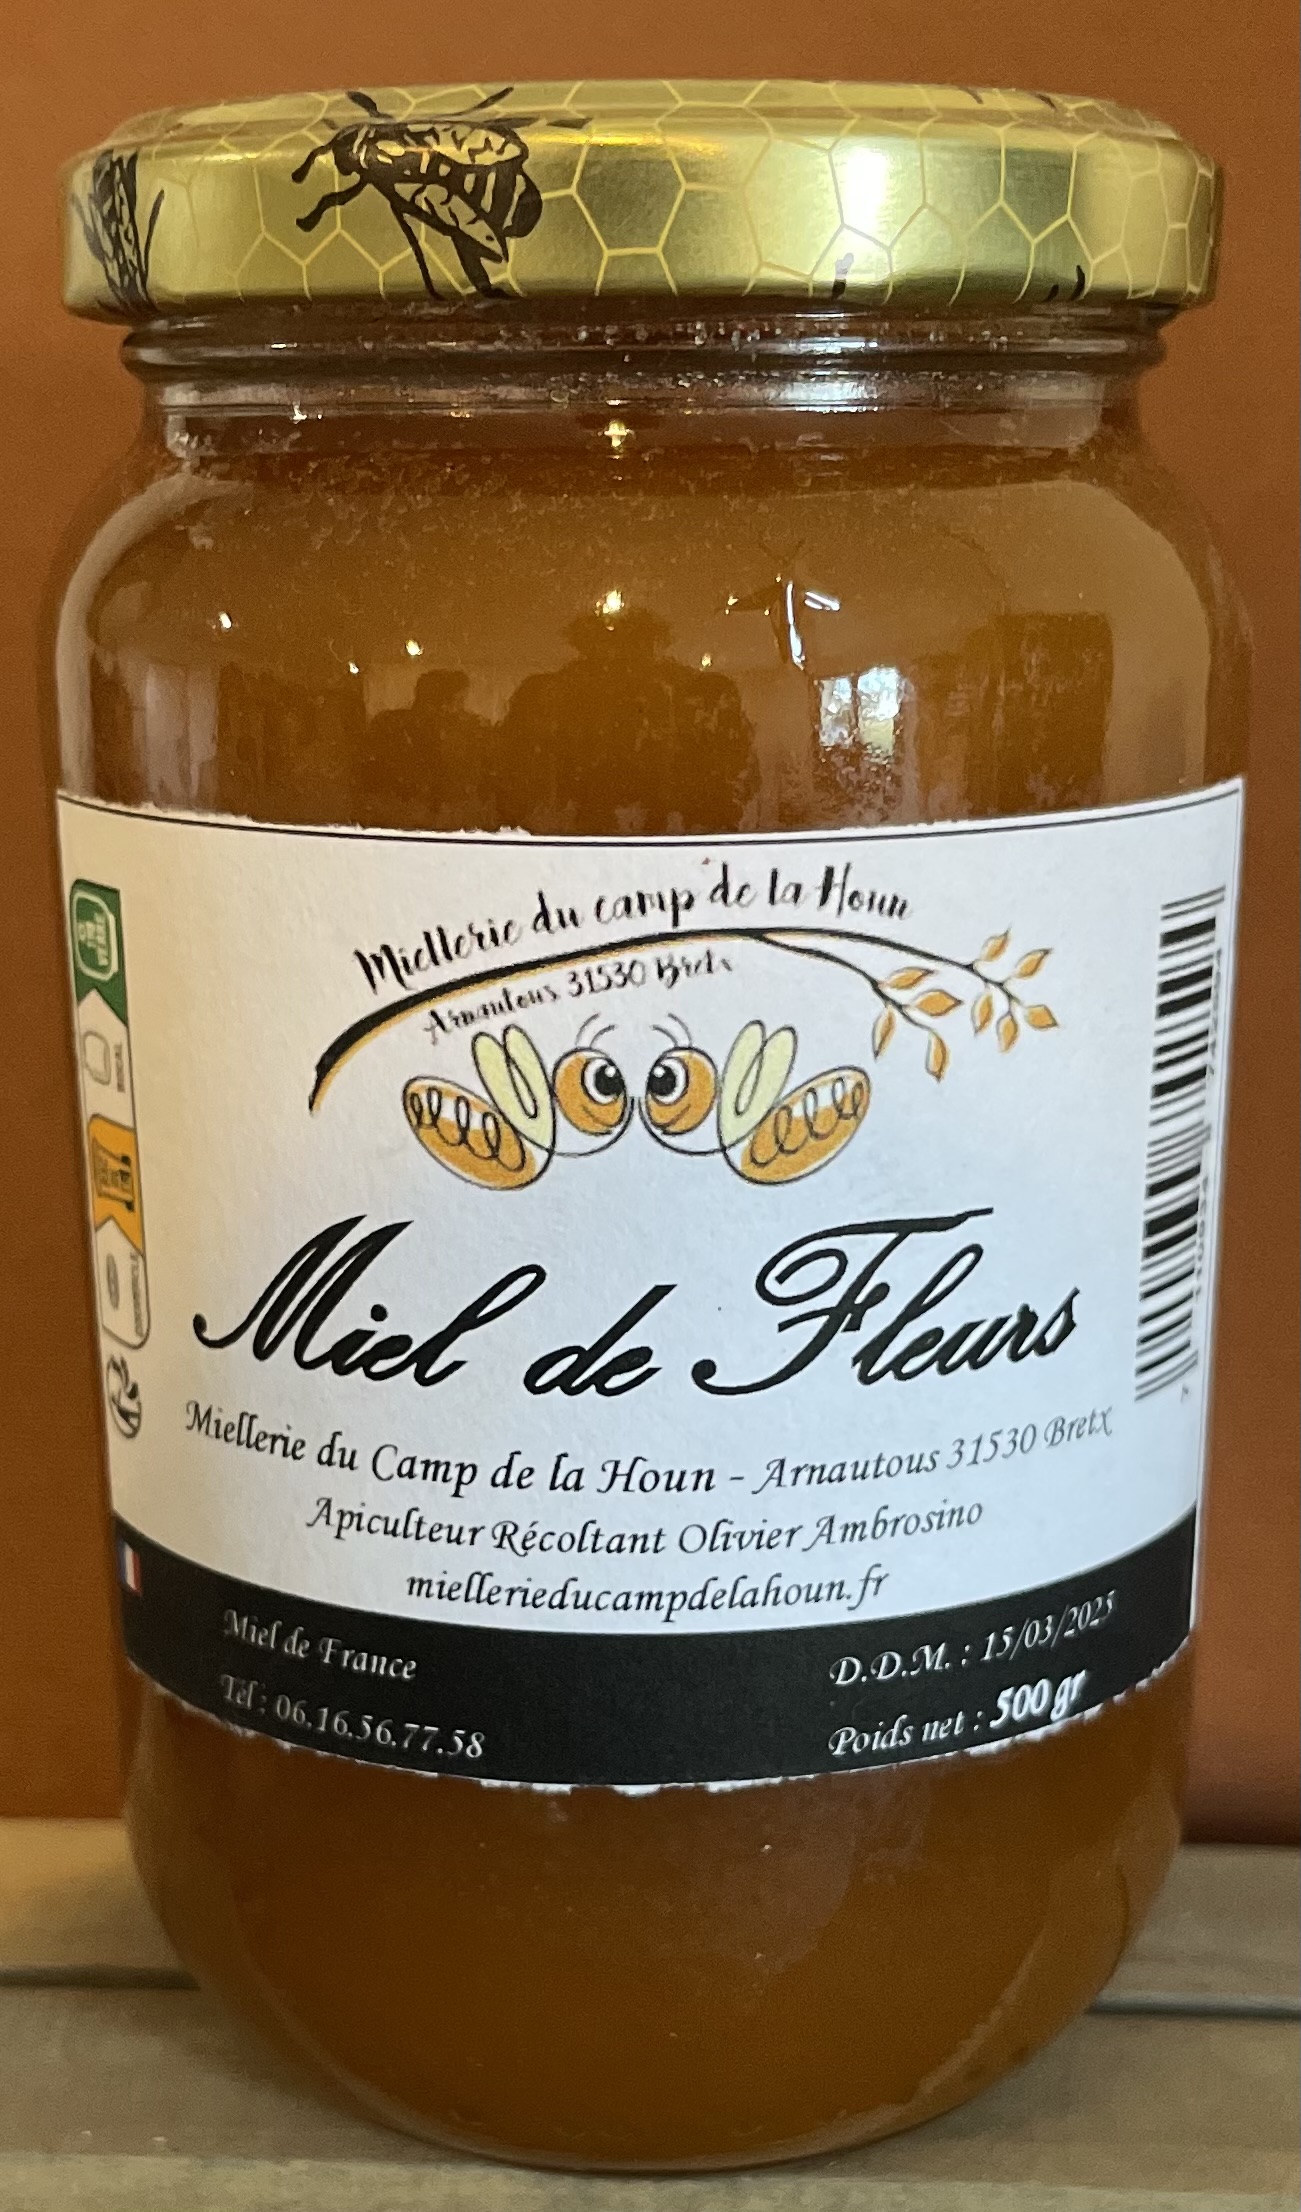 Miellerie du camp de la Houn
Arnautous 31530 Bretx
Miel de Fleurs
Miellerie du Camp de la Houn - Arnautous 31530 Bretx
Apiculteur Récoltant Olivier Ambrosino
miellerieducampdelahoun.fr
Miel de France
Tél : 06.16.56.77.58
D.D.M. : 15/03/2025
Poids net : 500 gr
BOCAL